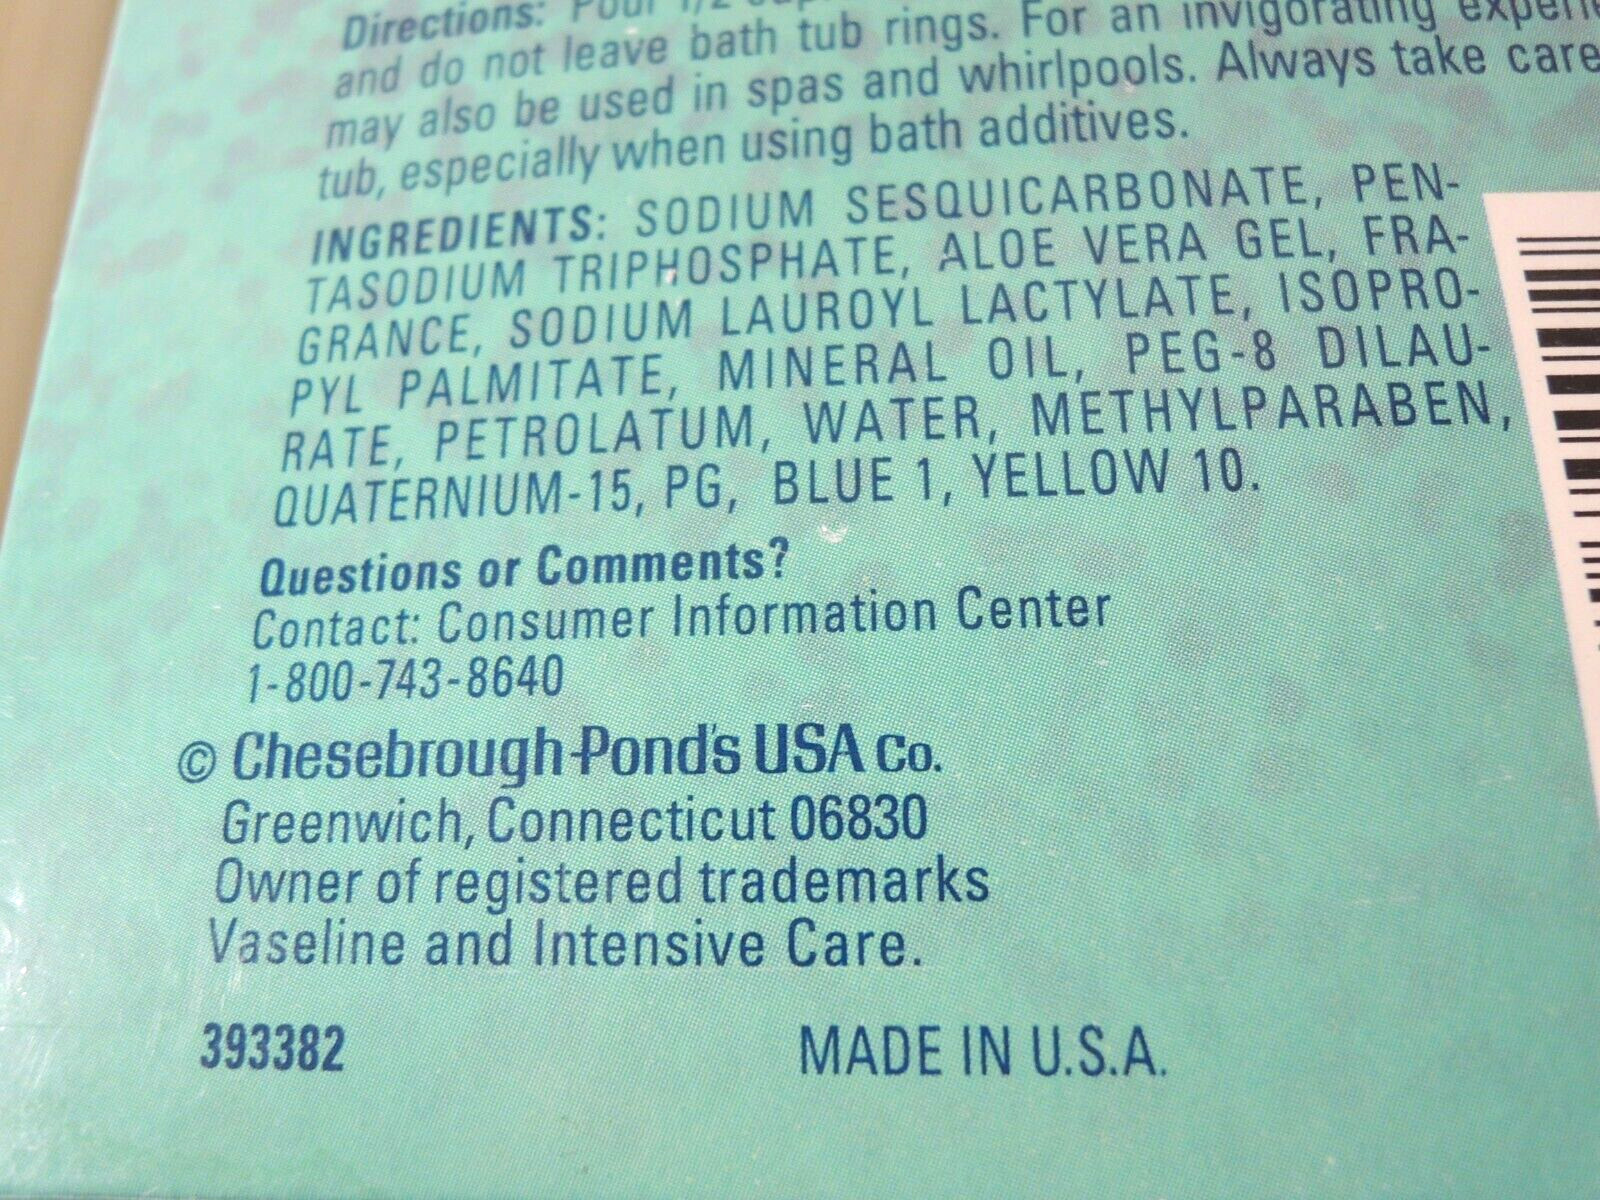 Directions: Pour 1/2
and do not leave bath tub rings. For an invigorating
may also be used in spas and whirlpools. Always take care
tub, especially when using bath additives.
INGREDIENTS: SODIUM SESQUICARBONATE, PEN-
TASODIUM TRIPHOSPHATE, ALOE VERA GEL, FRA-
GRANCE, SODIUM LAUROYL LACTYLATE, ISOPRO-
PYL PALMITATE, MINERAL OIL, PEG-8 DILAU-
RATE, PETROLATUM, WATER, METHYLPARABEN,
QUATERNIUM-15, PG, BLUE 1, YELLOW 10.
Questions or Comments?
Contact: Consumer Information Center
1-800-743-8640
© Chesebrough-Pond's USA Co.
Greenwich, Connecticut 06830
Owner of registered trademarks
Vaseline and Intensive Care.
393382 MADE IN U.S.A.